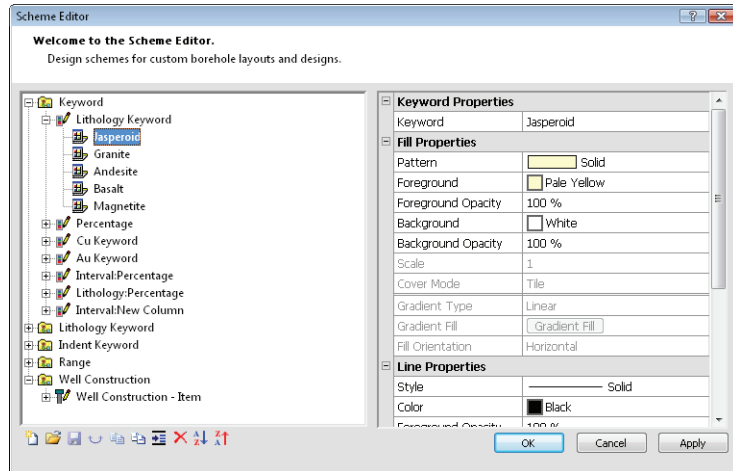 Scheme Editor
Welcome to the Scheme Editor.
Design schemes for custom borehole layouts and designs.
Keyword
Lithology Keyword
Jasperoid
Granite
Andesite
Basalt
Magnetite
Percentage
Cu Keyword
Au Keyword
Interval:Percentage
Lithology:Percentage
Interval:New Column
Lithology Keyword
Indent Keyword
Range
Well Construction
Well Construction - Item
Keyword Properties
Keyword Jasperoid
Fill Properties
Pattern Solid
Foreground Pale Yellow
Foreground Opacity 100 %
Background White
Background Opacity 100 %
Scale 1
Cover Mode Tile
Gradient Type Linear
Gradient Fill Gradient Fill
Fill Orientation Horizontal
Line Properties
Style Solid
Color Black
Foreground Opacity 100 %
OK Cancel Apply